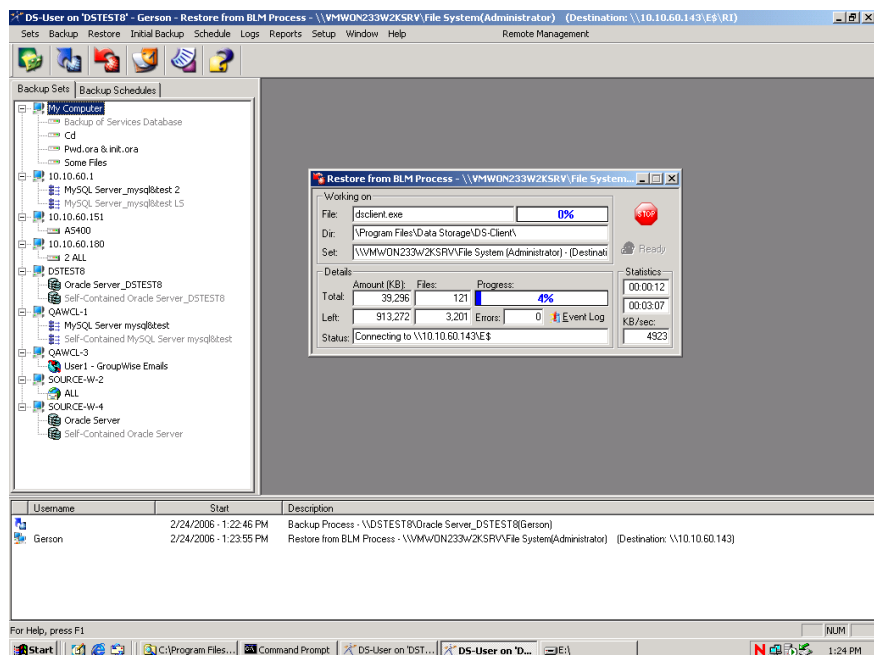 DS-User on 'DSTEST8' - Gerson - Restore from BLM Process - \\VMWON233W2KSRV\File System(Administrator) (Destination: \\10.10.60.143\E$\RI)
Sets Backup Restore Initial Backup Schedule Logs Reports Setup Window Help Remote Management
Backup Sets Backup Schedules
My Computer
Backup of Services Database
Cd
Pwd.ora & init.ora
Some Files
10.10.60.1
MySQL Server_mysql&test 2
MySQL Server_mysql&test LS
10.10.60.151
A5400
10.10.60.180
2 ALL
DSTEST8
Oracle Server_DSTEST8
Self-Contained Oracle Server_DSTEST8
QAWCL-1
MySQL Server mysql&test
Self-Contained MySQL Server mysql&test
QAWCL-3
User1 - GroupWise Emails
SOURCE-W-2
ALL
SOURCE-W-4
Oracle Server
Self-Contained Oracle Server
Restore from BLM Process - \\VMWON233W2KSRV\File System...
Working on
File: dsclient.exe 0%
STOP
Dir: \Program Files\Data Storage\DS-Client\
Set: \\VMWON233W2KSRV\File System (Administrator) - (Destinati
Ready
Details
Amount (KB): Files: Progress:
Total: 39,296 121 4%
Left: 913,272 3,201 Errors: 0 Event Log
Status: Connecting to \\10.10.60.143\E$
Statistics
00:00:12
00:03:07
KB/sec:
4923
Username Start Description
2/24/2006 - 1:22:46 PM Backup Process - \\DSTEST8\Oracle Server_DSTEST8(Gerson)
Gerson 2/24/2006 - 1:23:55 PM Restore from BLM Process - \\VMWON233W2KSRV\File System(Administrator) (Destination: \\10.10.60.143)
For Help, press F1 NUM
Start C:\Program Files... Command Prompt DS-User on 'DST... DS-User on 'D... E:\ N 1:24 PM